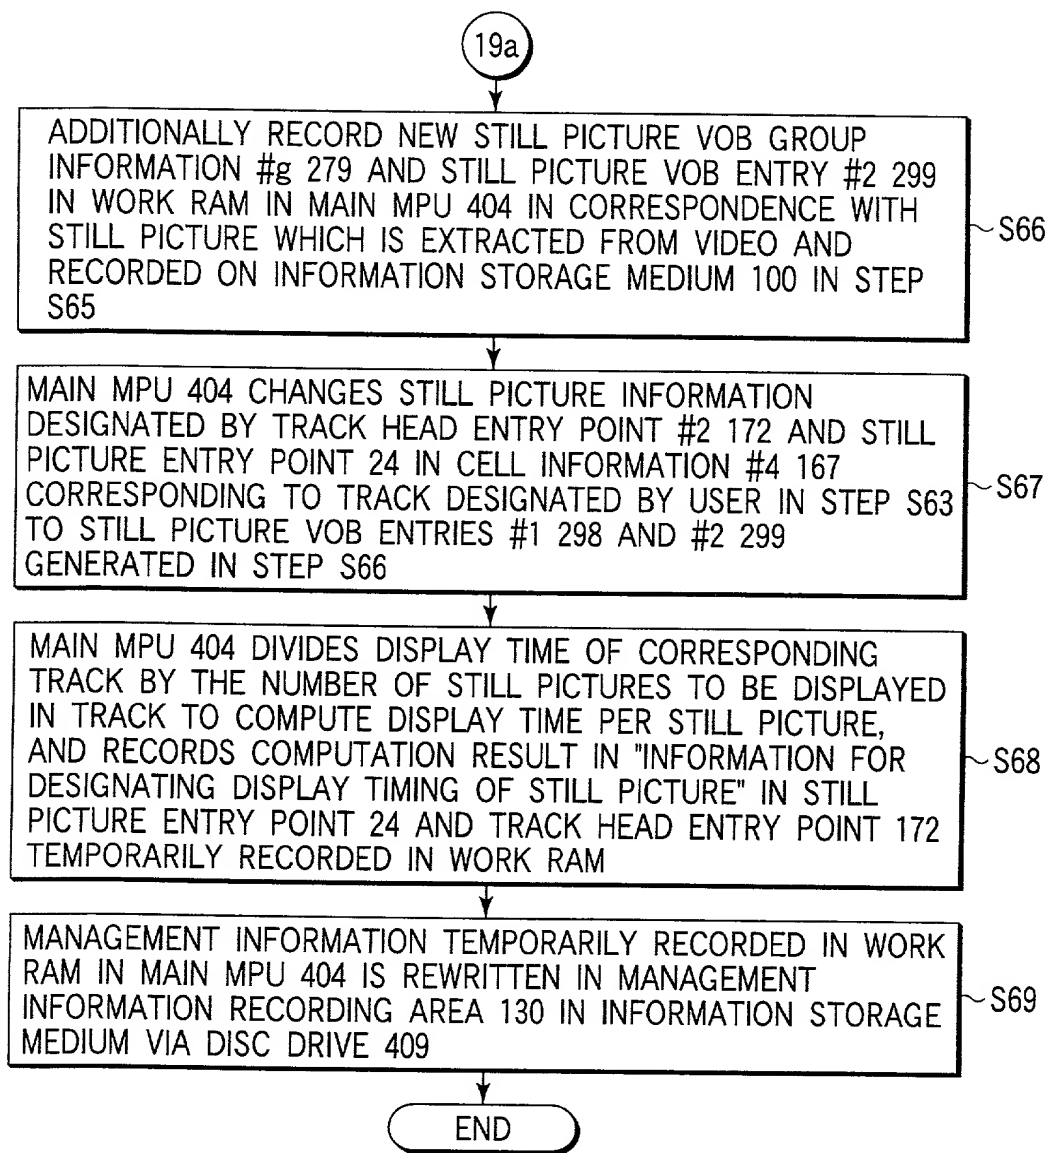 19a
ADDITIONALLY RECORD NEW STILL PICTURE VOB GROUP
INFORMATION #g 279 AND STILL PICTURE VOB ENTRY #2 299
IN WORK RAM IN MAIN MPU 404 IN CORRESPONDENCE WITH
STILL PICTURE WHICH IS EXTRACTED FROM VIDEO AND
RECORDED ON INFORMATION STORAGE MEDIUM 100 IN STEP
S65
S66
MAIN MPU 404 CHANGES STILL PICTURE INFORMATION
DESIGNATED BY TRACK HEAD ENTRY POINT #2 172 AND STILL
PICTURE ENTRY POINT 24 IN CELL INFORMATION #4 167
CORRESPONDING TO TRACK DESIGNATED BY USER IN STEP S63
TO STILL PICTURE VOB ENTRIES #1 298 AND #2 299
GENERATED IN STEP S66
S67
MAIN MPU 404 DIVIDES DISPLAY TIME OF CORRESPONDING
TRACK BY THE NUMBER OF STILL PICTURES TO BE DISPLAYED
IN TRACK TO COMPUTE DISPLAY TIME PER STILL PICTURE,
AND RECORDS COMPUTATION RESULT IN "INFORMATION FOR
DESIGNATING DISPLAY TIMING OF STILL PICTURE" IN STILL
PICTURE ENTRY POINT 24 AND TRACK HEAD ENTRY POINT 172
TEMPORARILY RECORDED IN WORK RAM
S68
MANAGEMENT INFORMATION TEMPORARILY RECORDED IN WORK
RAM IN MAIN MPU 404 IS REWRITTEN IN MANAGEMENT
INFORMATION RECORDING AREA 130 IN INFORMATION STORAGE
MEDIUM VIA DISC DRIVE 409
S69
END